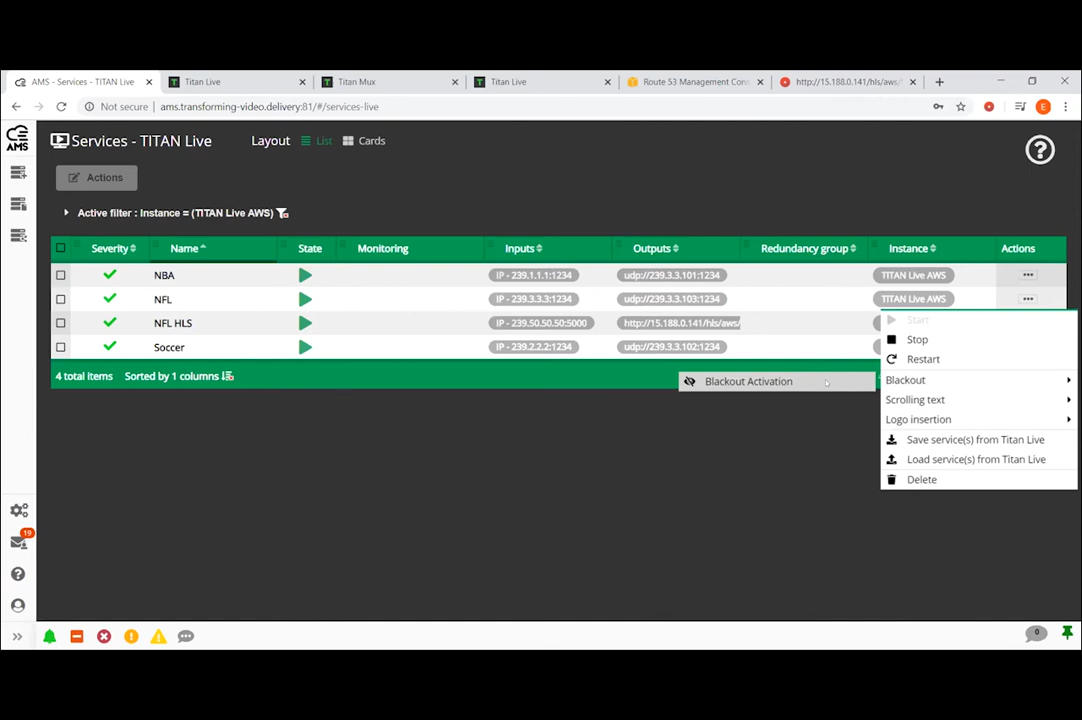 AMS - Services - TITAN Live
Titan Live
Titan Mux
Titan Live
Route 53 Management Con
http://15.188.0.141/hls/aws/
Not secure | ams.transforming-video.delivery:81/#/services-live
E
AMS
Services - TITAN Live
Layout
List
Cards
?
Actions
Active filter : Instance = (TITAN Live AWS)
Severity Name State Monitoring Inputs Outputs Redundancy group Instance Actions
NBA IP - 239.1.1.1:1234 udp://239.3.3.101:1234 TITAN Live AWS ...
NFL IP - 239.3.3.3:1234 udp://239.3.3.103:1234 TITAN Live AWS ...
NFL HLS IP - 239.50.50.50:5000 http://15.188.0.141/hls/aws/
Soccer IP - 239.2.2.2:1234 udp://239.3.3.102:1234
4 total items Sorted by 1 columns
Blackout Activation
Start
Stop
Restart
Blackout
Scrolling text
Logo insertion
Save service(s) from Titan Live
Load service(s) from Titan Live
Delete
19
?
0